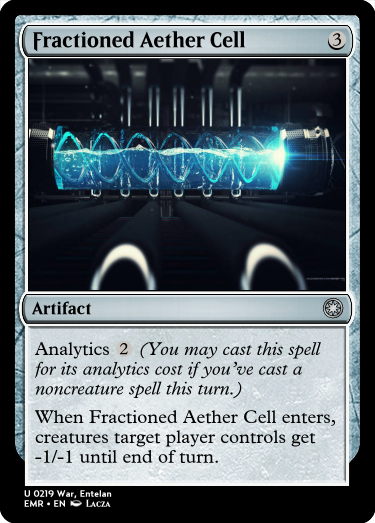 Fractioned Aether Cell 3
Artifact
Analytics 2 (You may cast this spell
for its analytics cost if you've cast a
noncreature spell this turn.)
When Fractioned Aether Cell enters,
creatures target player controls get
-1/-1 until end of turn.
U 0219 War, Entelan
EMR • EN Lacza